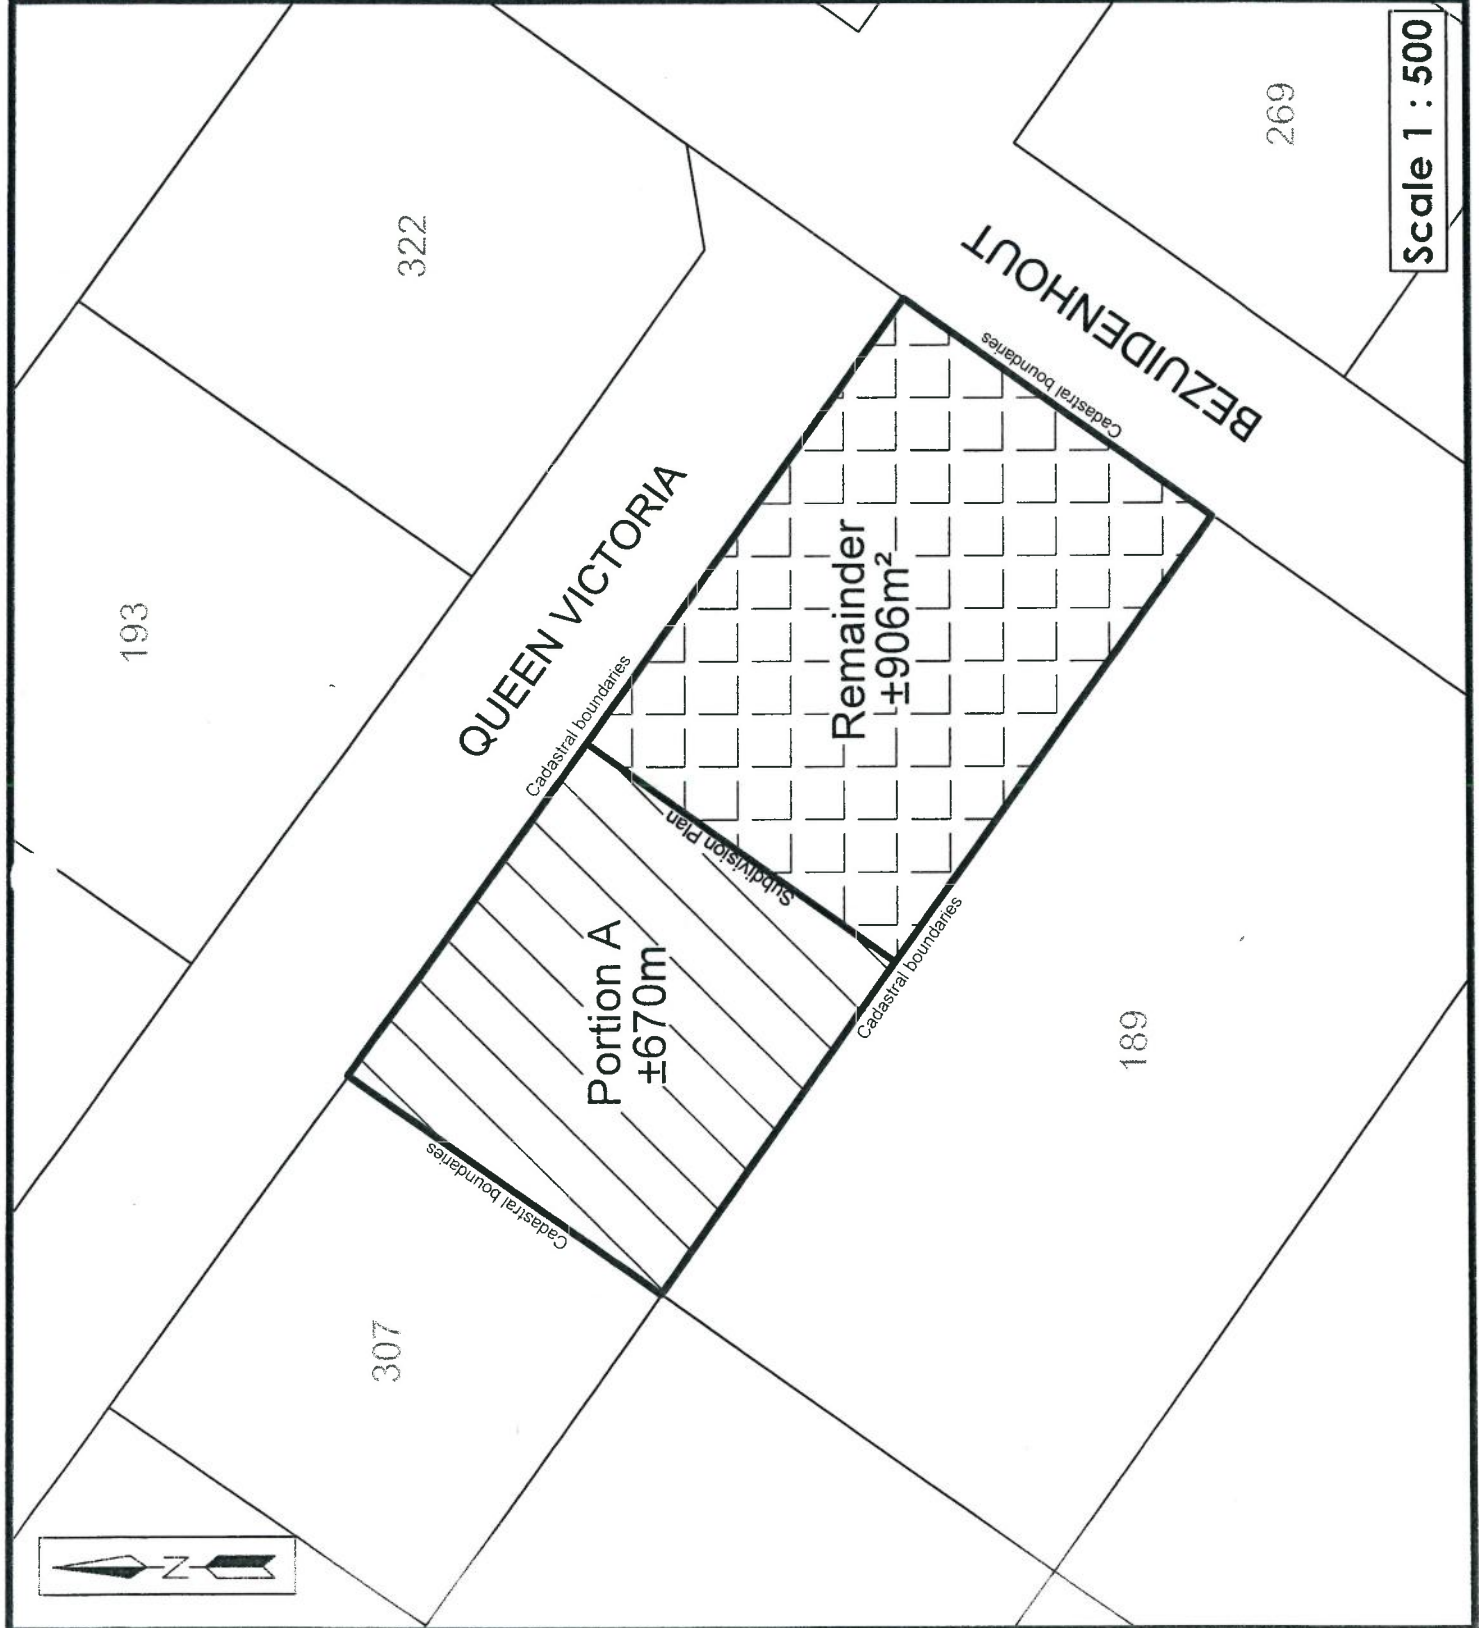 Scale 1 : 500
322
269
193
QUEEN VICTORIA
BEZUIDENHOUT
Cadastral boundaries
Cadastral boundaries
Remainder
±906m²
Subdivision Plan
Portion A
±670m
Cadastral boundaries
Cadastral boundaries
307
189
N